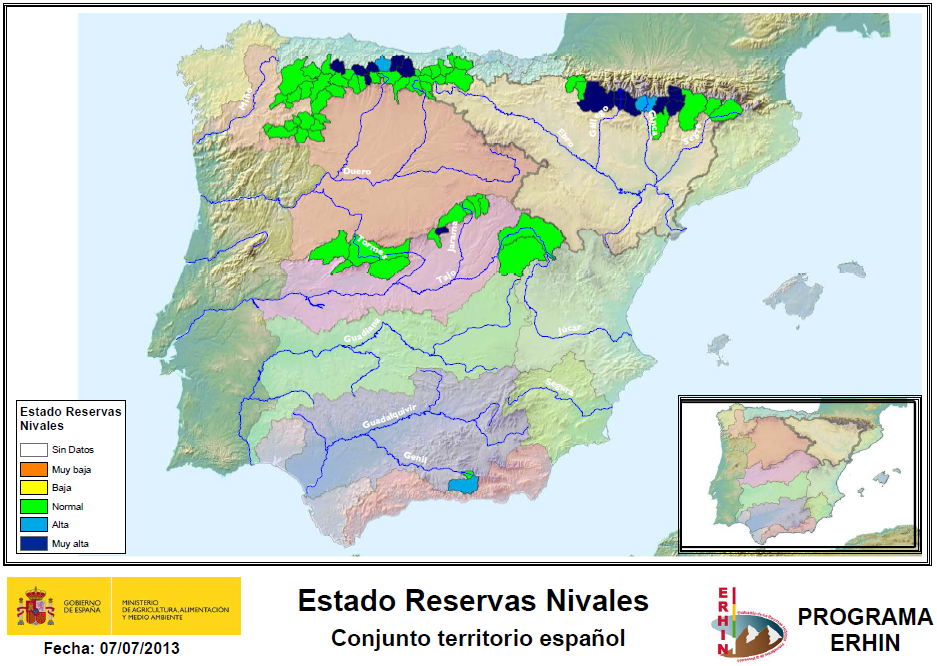 Miño
Duero
Ebro
Tormes
Jarama
Tajo
Guadiana
Júcar
Segura
Guadalquivir
Genil
Estado Reservas
Nivales
Sin Datos
Muy baja
Baja
Normal
Alta
Muy alta
GOBIERNO
DE ESPAÑA
MINISTERIO
DE AGRICULTURA, ALIMENTACIÓN
Y MEDIO AMBIENTE
Fecha: 07/07/2013
Estado Reservas Nivales
Conjunto territorio español
ERHIN
PROGRAMA
ERHIN